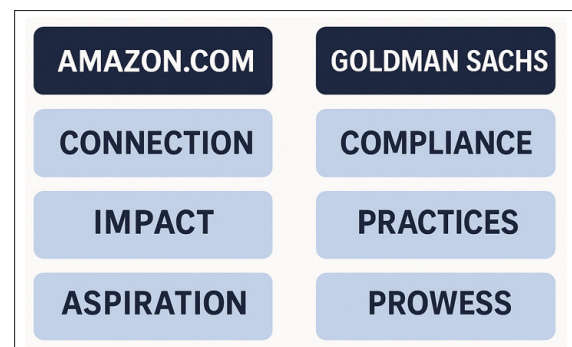 AMAZON.COM
GOLDMAN SACHS
CONNECTION
COMPLIANCE
IMPACT
PRACTICES
ASPIRATION
PROWESS